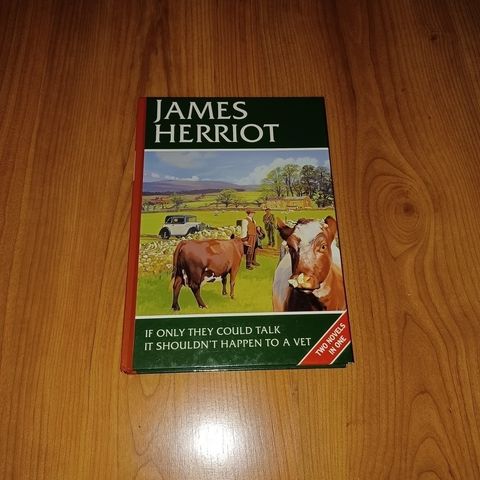 JAMES
HERRIOT
IF ONLY THEY COULD TALK
IT SHOULDN'T HAPPEN TO A VET
TWO NOVELS
IN ONE